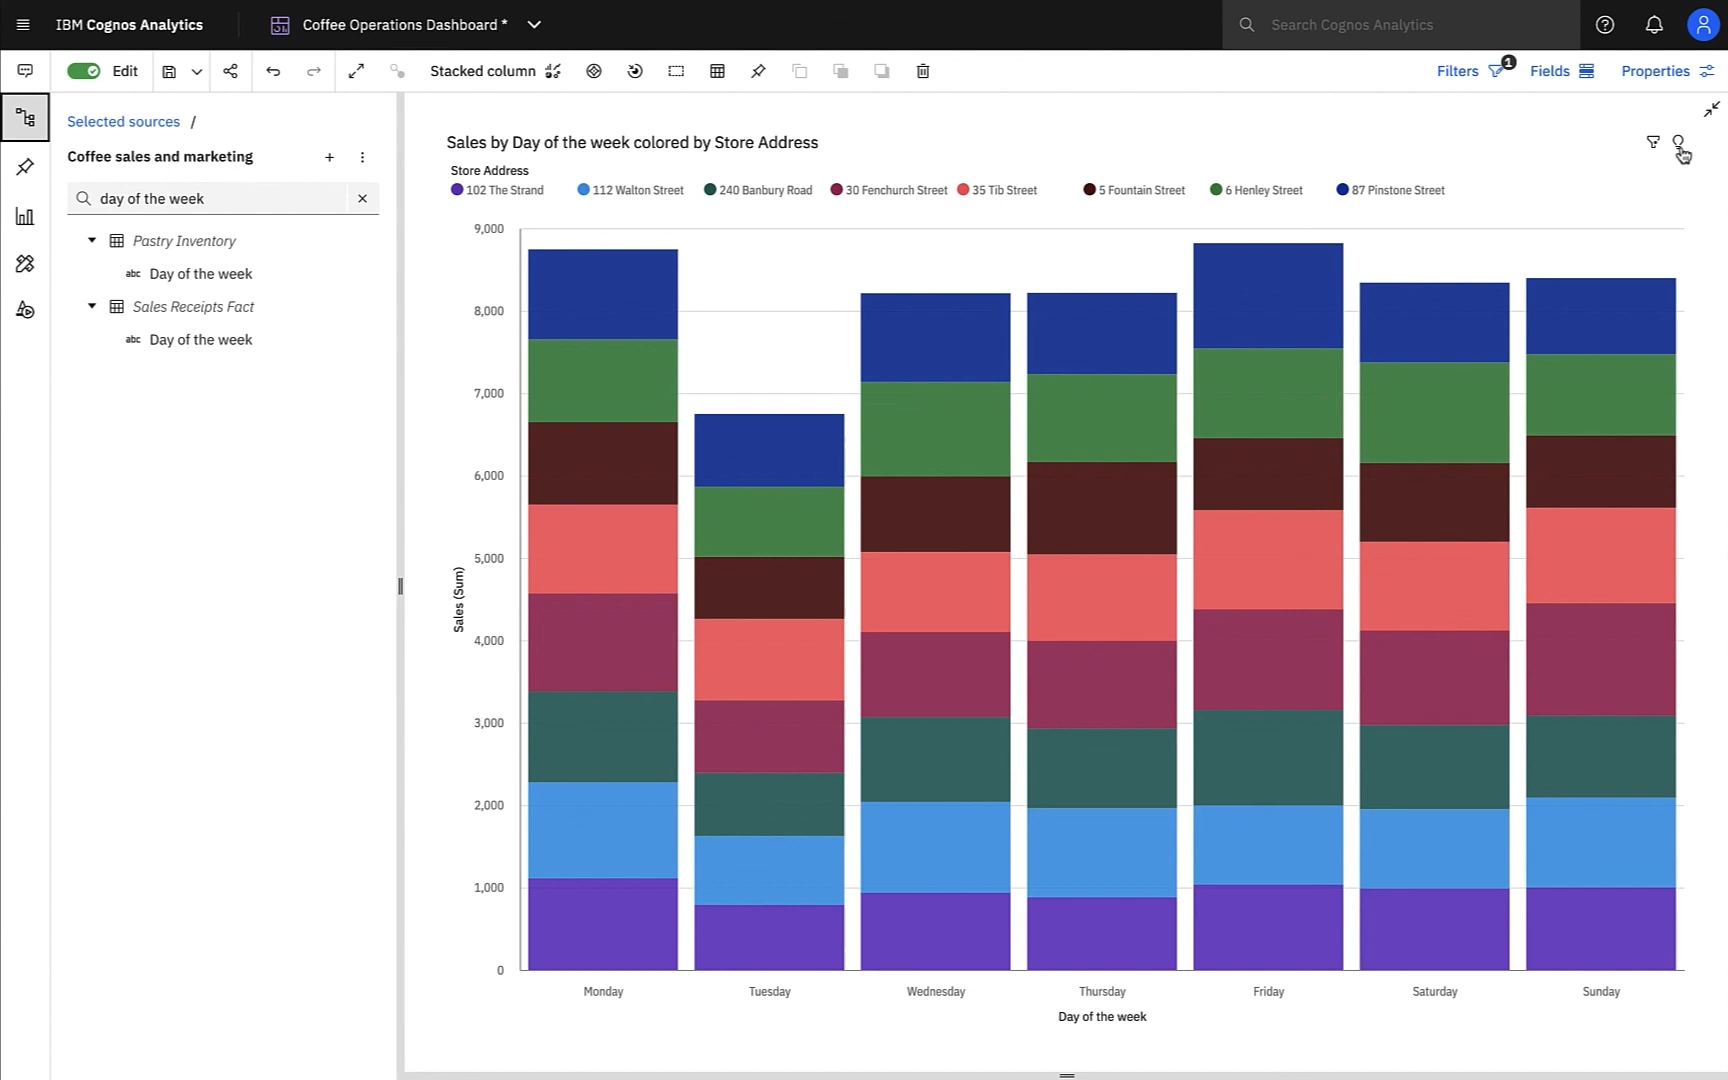 IBM Cognos Analytics
Coffee Operations Dashboard *
Search Cognos Analytics
Edit
Stacked column
Filters 1
Fields
Properties
Selected sources /
Coffee sales and marketing
day of the week
Pastry Inventory
abc Day of the week
Sales Receipts Fact
abc Day of the week
Sales by Day of the week colored by Store Address
Store Address
102 The Strand 112 Walton Street 240 Banbury Road 30 Fenchurch Street 35 Tib Street 5 Fountain Street 6 Henley Street 87 Pinstone Street
9,000
8,000
7,000
6,000
5,000
4,000
3,000
2,000
1,000
0
Sales (Sum)
Monday Tuesday Wednesday Thursday Friday Saturday Sunday
Day of the week